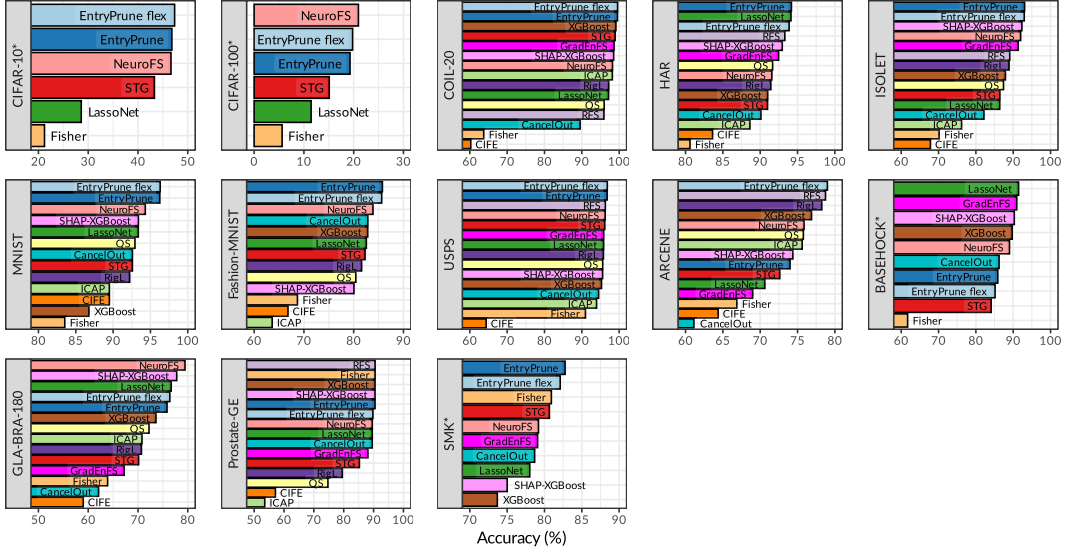 CIFAR-10*
EntryPrune flex
EntryPrune
NeuroFS
STG
LassoNet
Fisher
20 30 40 50
CIFAR-100*
NeuroFS
EntryPrune flex
EntryPrune
STG
LassoNet
Fisher
0 10 20 30
COIL-20
EntryPrune flex
EntryPrune
XGBoost
STG
GradEnFS
SHAP-XGBoost
NeuroFS
ICAP
RigL
LassoNet
QS
RFS
CancelOut
Fisher
CIFE
60 70 80 90 100
HAR
EntryPrune
LassoNet
EntryPrune flex
RFS
SHAP-XGBoost
GradEnFS
QS
NeuroFS
RigL
XGBoost
STG
CancelOut
ICAP
CIFE
Fisher
80 85 90 95 100
ISOLET
EntryPrune
EntryPrune flex
SHAP-XGBoost
NeuroFS
GradEnFS
RFS
RigL
XGBoost
QS
STG
LassoNet
CancelOut
ICAP
Fisher
CIFE
60 70 80 90 100
MNIST
EntryPrune flex
EntryPrune
NeuroFS
SHAP-XGBoost
LassoNet
QS
CancelOut
STG
RigL
ICAP
CIFE
XGBoost
Fisher
80 85 90 95 100
Fashion-MNIST
EntryPrune
EntryPrune flex
NeuroFS
CancelOut
XGBoost
LassoNet
STG
RigL
QS
SHAP-XGBoost
Fisher
CIFE
ICAP
60 70 80 90
USPS
EntryPrune flex
EntryPrune
RFS
NeuroFS
STG
GradEnFS
LassoNet
RigL
QS
SHAP-XGBoost
XGBoost
CancelOut
ICAP
Fisher
CIFE
60 70 80 90 100
ARCENE
EntryPrune flex
RFS
RigL
XGBoost
NeuroFS
QS
ICAP
SHAP-XGBoost
EntryPrune
STG
LassoNet
GradEnFS
Fisher
CIFE
CancelOut
60 65 70 75 80
BASEHOCK*
LassoNet
GradEnFS
SHAP-XGBoost
XGBoost
NeuroFS
CancelOut
EntryPrune
EntryPrune flex
STG
Fisher
60 70 80 90 100
GLA-BRA-180
NeuroFS
SHAP-XGBoost
LassoNet
EntryPrune flex
EntryPrune
XGBoost
QS
ICAP
RigL
STG
GradEnFS
Fisher
CancelOut
CIFE
50 60 70 80
Prostate-GE
RFS
Fisher
XGBoost
SHAP-XGBoost
EntryPrune
EntryPrune flex
NeuroFS
LassoNet
CancelOut
GradEnFS
STG
RigL
QS
CIFE
ICAP
50 60 70 80 90 100
SMK*
EntryPrune
EntryPrune flex
Fisher
STG
NeuroFS
GradEnFS
CancelOut
LassoNet
SHAP-XGBoost
XGBoost
70 75 80 85 90
Accuracy (%)